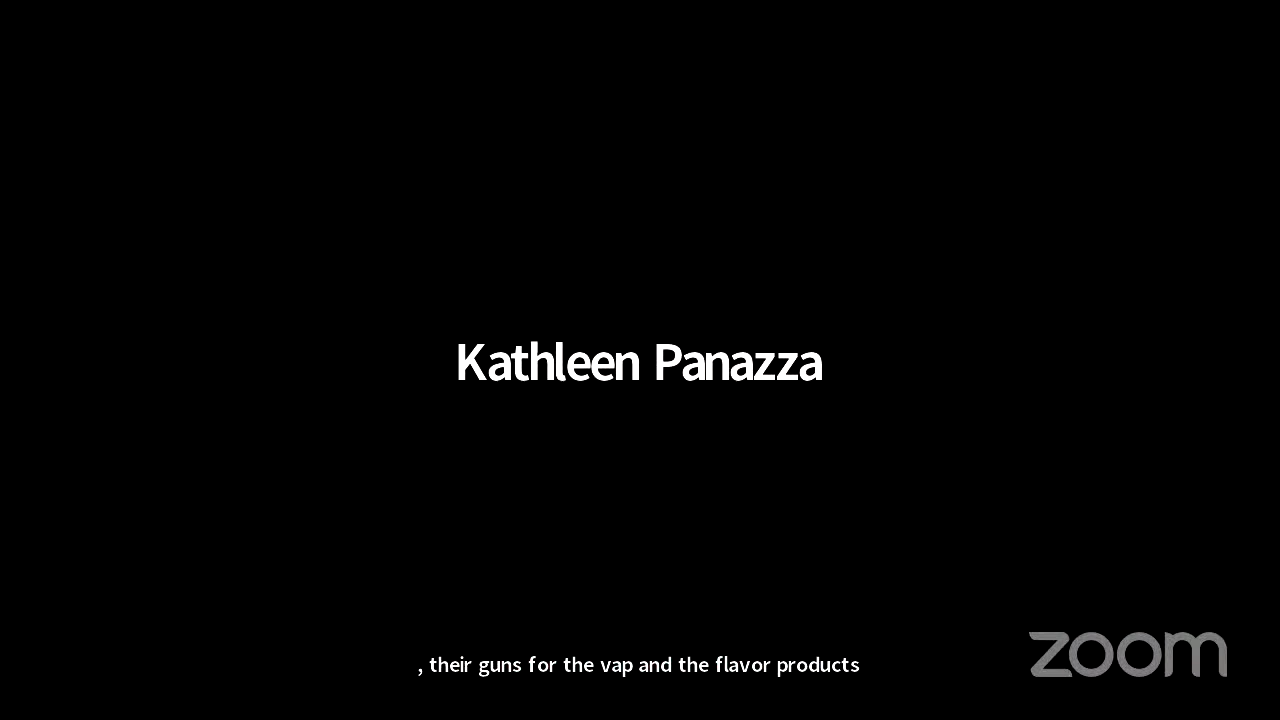 Kathleen Panazza
, their guns for the vap and the flavor products
zoom